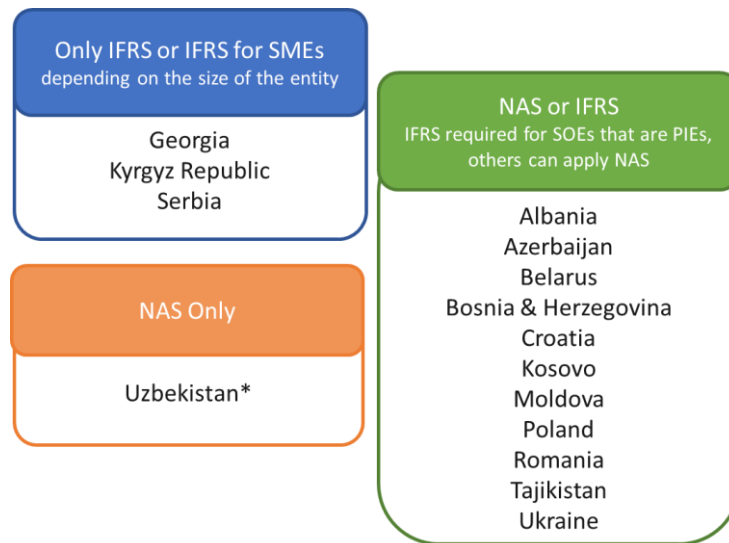 Only IFRS or IFRS for SMEs
depending on the size of the entity
Georgia
Kyrgyz Republic
Serbia
NAS Only
Uzbekistan*
NAS or IFRS
IFRS required for SOEs that are PIEs,
others can apply NAS
Albania
Azerbaijan
Belarus
Bosnia & Herzegovina
Croatia
Kosovo
Moldova
Poland
Romania
Tajikistan
Ukraine